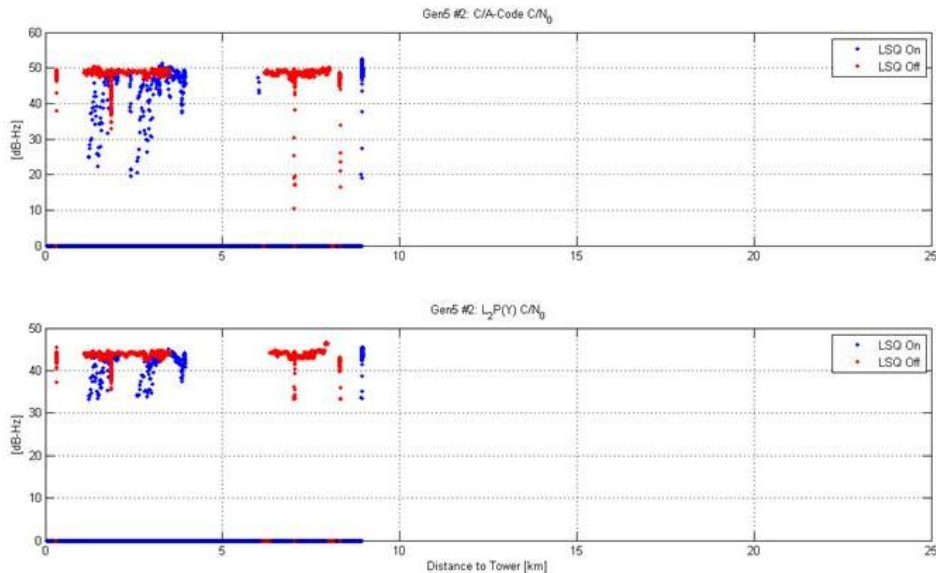 Gen5 #2: C/A-Code C/N0
60
50
40
30
20
10
0
[dB-Hz]
LSQ On
LSQ Off
0
5
10
15
20
25
Gen5 #2: L2P(Y) C/N0
50
40
30
20
10
0
[dB-Hz]
LSQ On
LSQ Off
0
5
10
15
20
25
Distance to Tower [km]